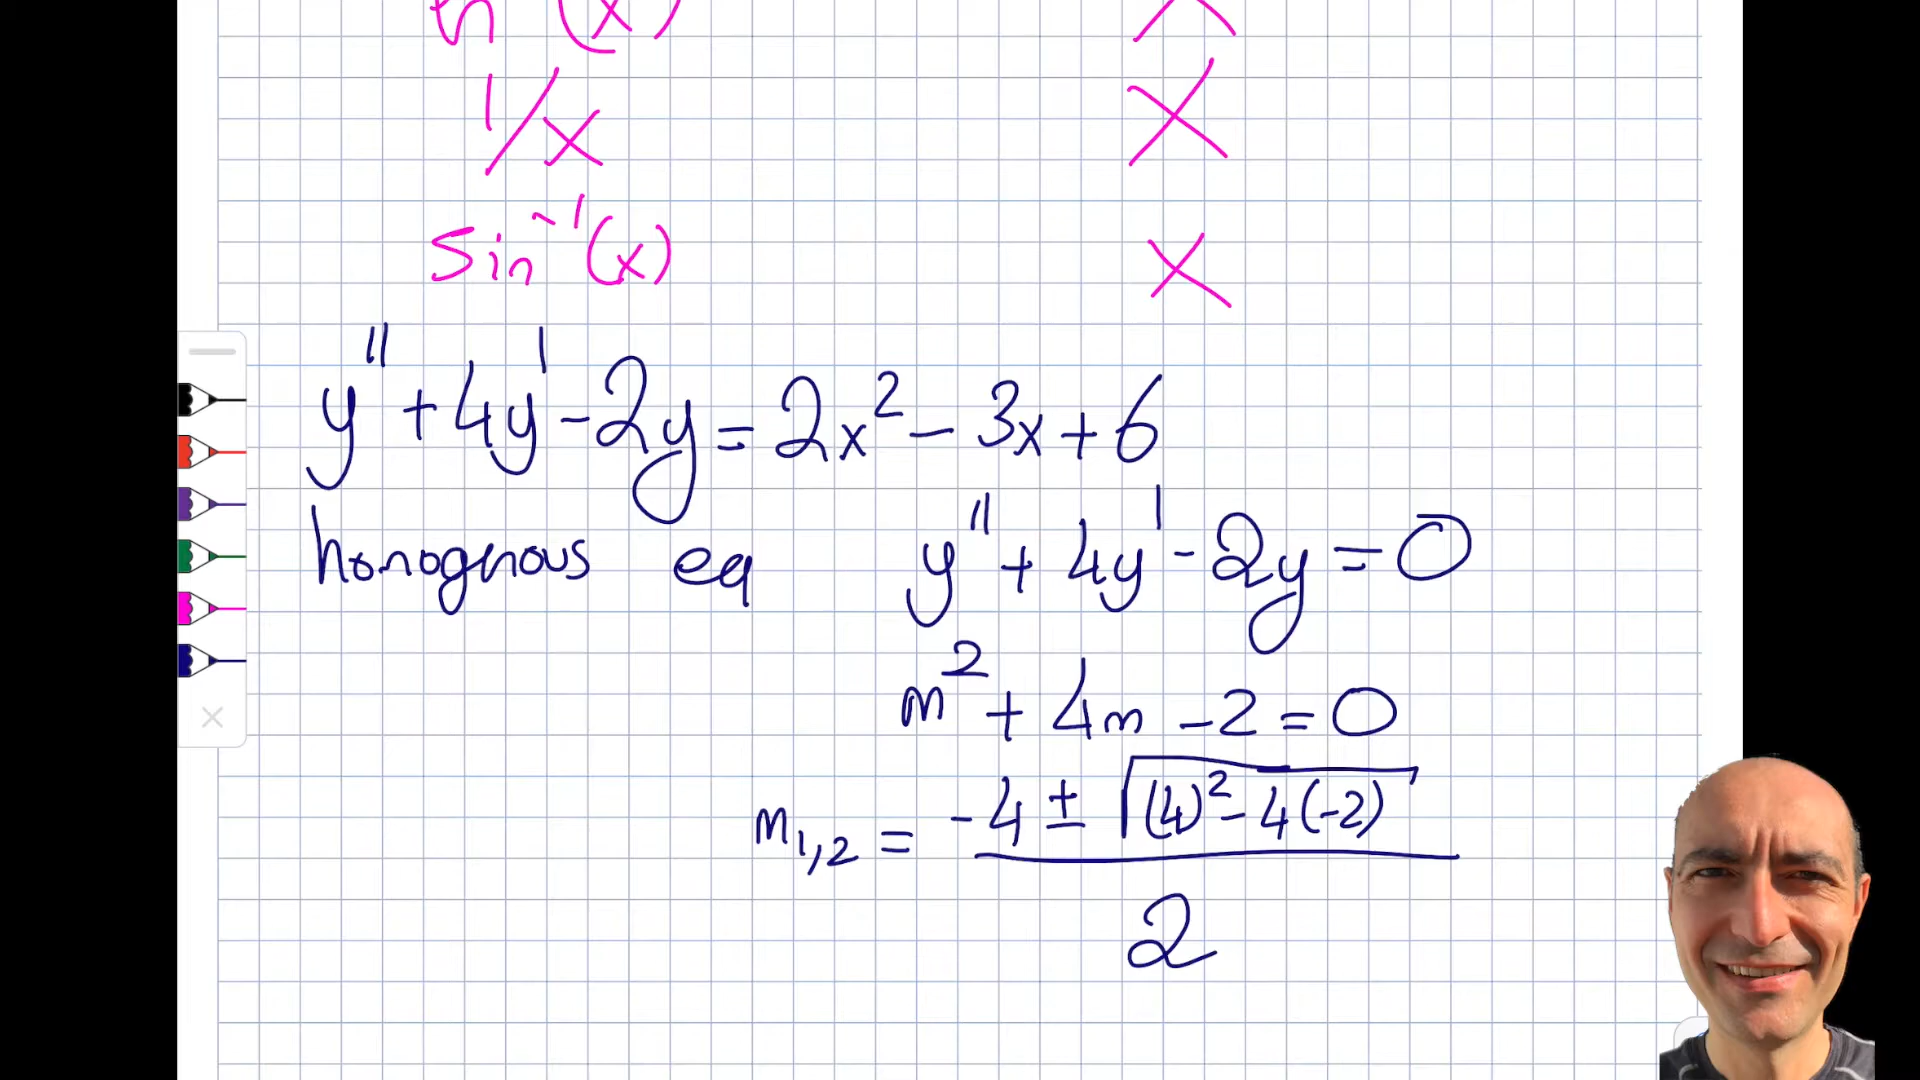 (x)
1/x ×
Sin⁻¹(x) ×
y'' + 4y' - 2y = 2x² - 3x + 6
honognous eq y'' + 4y' - 2y = 0
m² + 4m - 2 = 0
m₁,₂ = (-4 ± √((4)² - 4(-2))) / 2